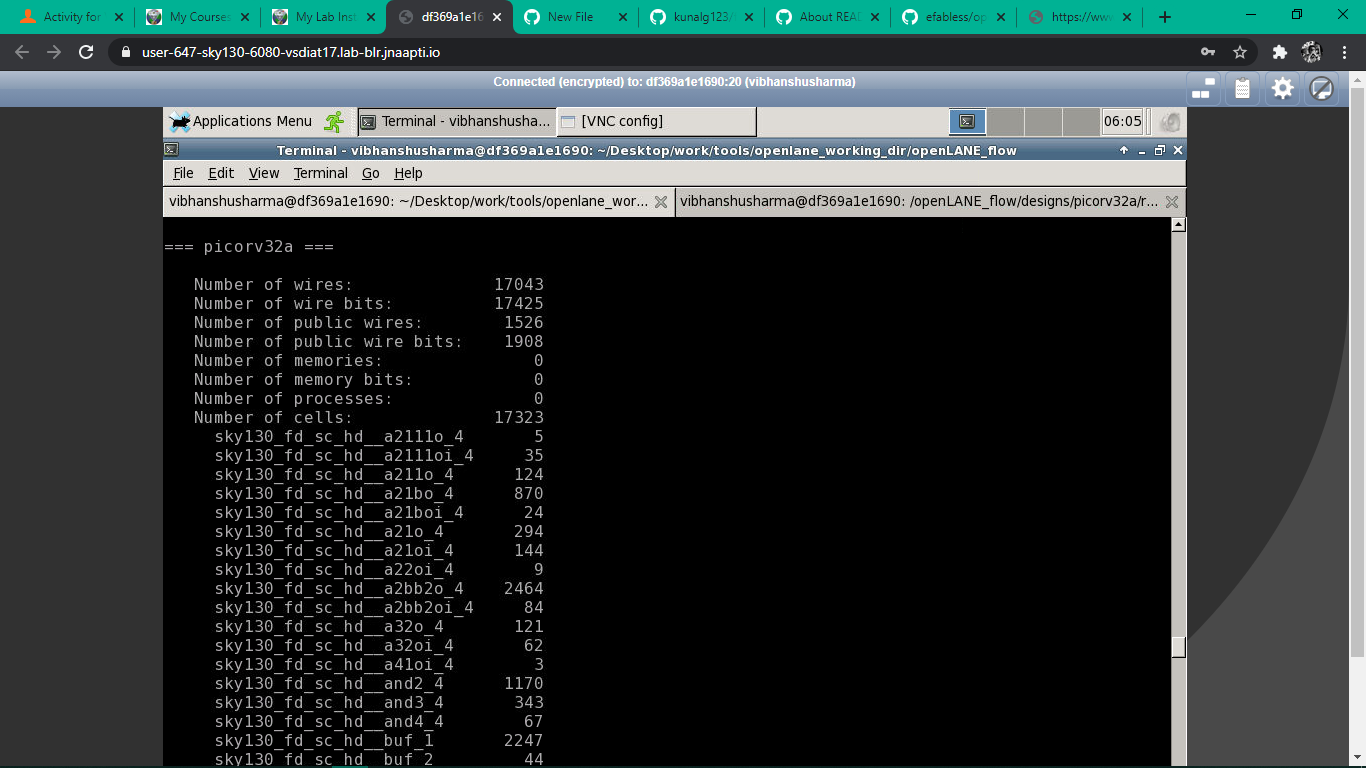 Activity for
My Courses
My Lab Inst
df369a1e16
New File
kunalg123/
About READ
efabless/op
https://www
user-647-sky130-6080-vsdiat17.lab-blr.jnaapti.io
Connected (encrypted) to: df369a1e1690:20 (vibhanshusharma)
Applications Menu
Terminal - vibhanshusha...
[VNC config]
06:05
Terminal - vibhanshusharma@df369a1e1690: ~/Desktop/work/tools/openlane_working_dir/openLANE_flow
File Edit View Terminal Go Help
vibhanshusharma@df369a1e1690: ~/Desktop/work/tools/openlane_wor...
vibhanshusharma@df369a1e1690: /openLANE_flow/designs/picorv32a/r...
=== picorv32a ===
Number of wires: 17043
Number of wire bits: 17425
Number of public wires: 1526
Number of public wire bits: 1908
Number of memories: 0
Number of memory bits: 0
Number of processes: 0
Number of cells: 17323
sky130_fd_sc_hd__a2111o_4 5
sky130_fd_sc_hd__a2111oi_4 35
sky130_fd_sc_hd__a211o_4 124
sky130_fd_sc_hd__a21bo_4 870
sky130_fd_sc_hd__a21boi_4 24
sky130_fd_sc_hd__a21o_4 294
sky130_fd_sc_hd__a21oi_4 144
sky130_fd_sc_hd__a22oi_4 9
sky130_fd_sc_hd__a2bb2o_4 2464
sky130_fd_sc_hd__a2bb2oi_4 84
sky130_fd_sc_hd__a32o_4 121
sky130_fd_sc_hd__a32oi_4 62
sky130_fd_sc_hd__a41oi_4 3
sky130_fd_sc_hd__and2_4 1170
sky130_fd_sc_hd__and3_4 343
sky130_fd_sc_hd__and4_4 67
sky130_fd_sc_hd__buf_1 2247
sky130_fd_sc_hd__buf_2 44